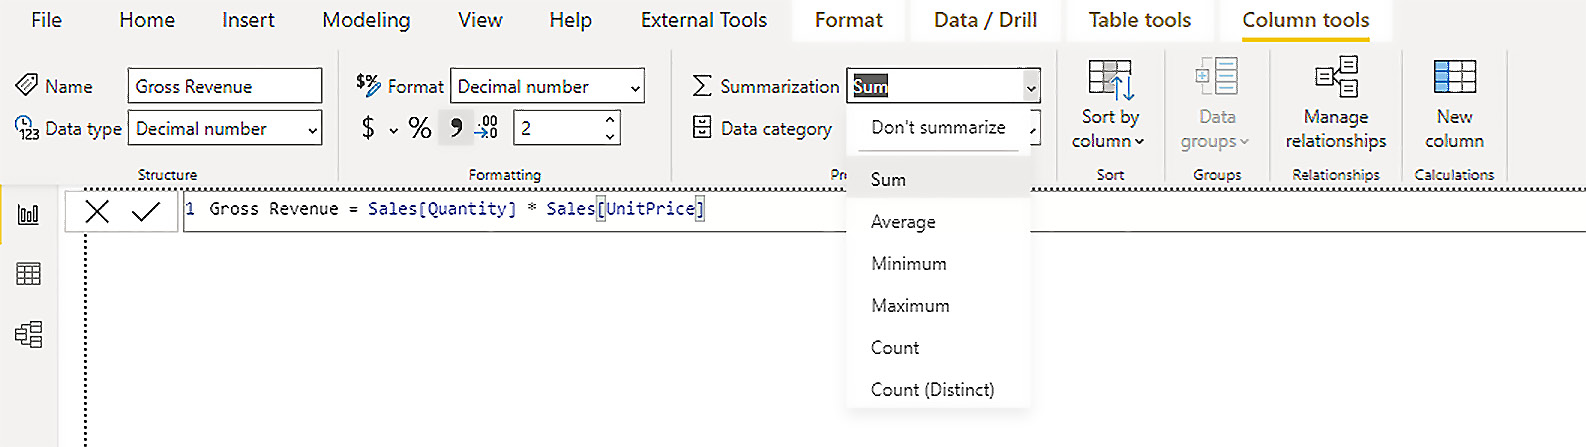 File Home Insert Modeling View Help External Tools Format Data / Drill Table tools Column tools
Name Gross Revenue
Data type Decimal number
Structure
$% Format Decimal number
$ % , .00 →.0 2
Formatting
Summarization Sum
Data category
Don't summarize
Sum
Average
Minimum
Maximum
Count
Count (Distinct)
Sort by
column
Sort
Data
groups
Groups
Manage
relationships
Relationships
New
column
Calculations
1 Gross Revenue = Sales[Quantity] * Sales[UnitPrice]